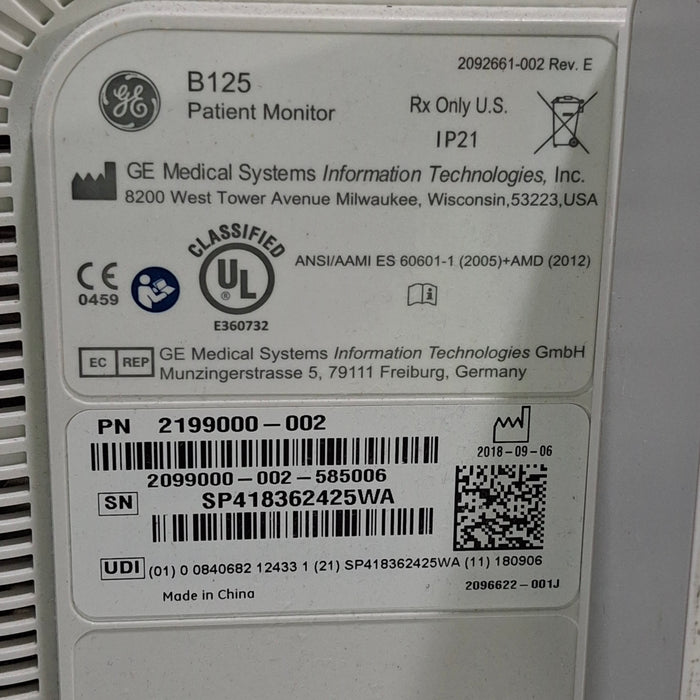 2092661-002 Rev. E
GE
B125
Patient Monitor
Rx Only U.S.
IP21
GE Medical Systems Information Technologies, Inc.
8200 West Tower Avenue Milwaukee, Wisconsin,53223,USA
CE
0459
CLASSIFIED
UL
®
E360732
ANSI/AAMI ES 60601-1 (2005)+AMD (2012)
EC REP
GE Medical Systems Information Technologies GmbH
Munzingerstrasse 5, 79111 Freiburg, Germany
PN 2199000-002
2018-09-06
2099000-002-585006
SN SP418362425WA
UDI (01) 0 0840682 12433 1 (21) SP418362425WA (11) 180906
Made in China
2096622-001J